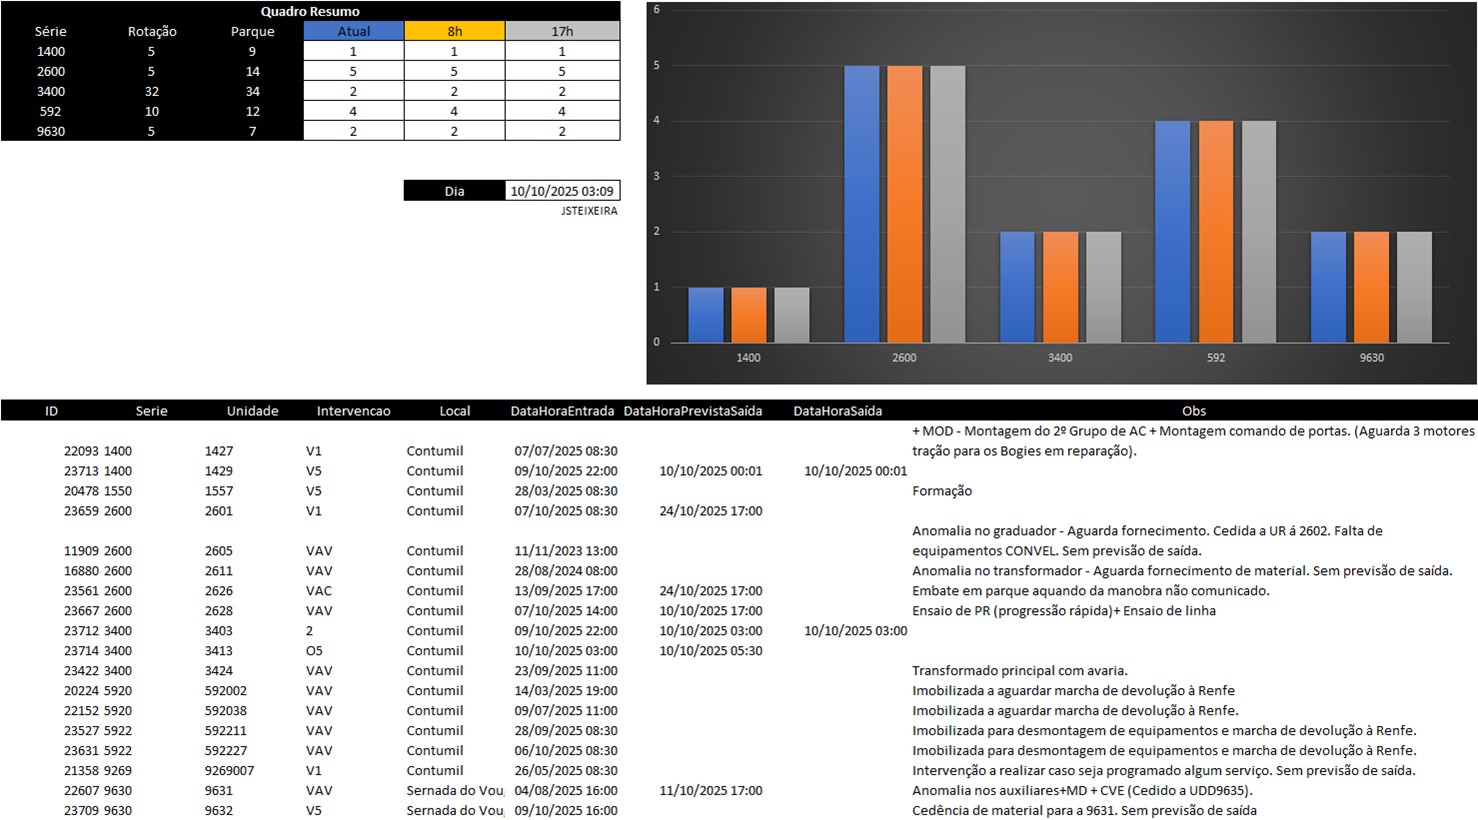 Quadro Resumo
Série Rotação Parque Atual 8h 17h
1400 5 9 1 1 1
2600 5 14 5 5 5
3400 32 34 2 2 2
592 10 12 4 4 4
9630 5 7 2 2 2
Dia 10/10/2025 03:09
JSTEIXEIRA
6
5
4
3
2
1
0
1400 2600 3400 592 9630
ID Serie Unidade Intervencao Local DataHoraEntrada DataHoraPrevistaSaída DataHoraSaída Obs
+ MOD - Montagem do 2º Grupo de AC + Montagem comando de portas. (Aguarda 3 motores
22093 1400 1427 V1 Contumil 07/07/2025 08:30 tração para os Bogies em reparação).
23713 1400 1429 V5 Contumil 09/10/2025 22:00 10/10/2025 00:01 10/10/2025 00:01
20478 1550 1557 V5 Contumil 28/03/2025 08:30 Formação
23659 2600 2601 V1 Contumil 07/10/2025 08:30 24/10/2025 17:00
Anomalia no graduador - Aguarda fornecimento. Cedida a UR á 2602. Falta de
11909 2600 2605 VAV Contumil 11/11/2023 13:00 equipamentos CONVEL. Sem previsão de saída.
16880 2600 2611 VAV Contumil 28/08/2024 08:00 Anomalia no transformador - Aguarda fornecimento de material. Sem previsão de saída.
23561 2600 2626 VAC Contumil 13/09/2025 17:00 24/10/2025 17:00 Embate em parque aquando da manobra não comunicado.
23667 2600 2628 VAV Contumil 07/10/2025 14:00 10/10/2025 17:00 Ensaio de PR (progressão rápida)+ Ensaio de linha
23712 3400 3403 2 Contumil 09/10/2025 22:00 10/10/2025 03:00 10/10/2025 03:00
23714 3400 3413 O5 Contumil 10/10/2025 03:00 10/10/2025 05:30
23422 3400 3424 VAV Contumil 23/09/2025 11:00 Transformado principal com avaria.
20224 5920 592002 VAV Contumil 14/03/2025 19:00 Imobilizada a aguardar marcha de devolução à Renfe
22152 5920 592038 VAV Contumil 09/07/2025 11:00 Imobilizada a aguardar marcha de devolução à Renfe.
23527 5922 592211 VAV Contumil 28/09/2025 08:30 Imobilizada para desmontagem de equipamentos e marcha de devolução à Renfe.
23631 5922 592227 VAV Contumil 06/10/2025 08:30 Imobilizada para desmontagem de equipamentos e marcha de devolução à Renfe.
21358 9269 9269007 V1 Contumil 26/05/2025 08:30 Intervenção a realizar caso seja programado algum serviço. Sem previsão de saída.
22607 9630 9631 VAV Sernada do Vou 04/08/2025 16:00 11/10/2025 17:00 Anomalia nos auxiliares+MD + CVE (Cedido a UDD9635).
23709 9630 9632 V5 Sernada do Vou 09/10/2025 16:00 Cedência de material para a 9631. Sem previsão de saída